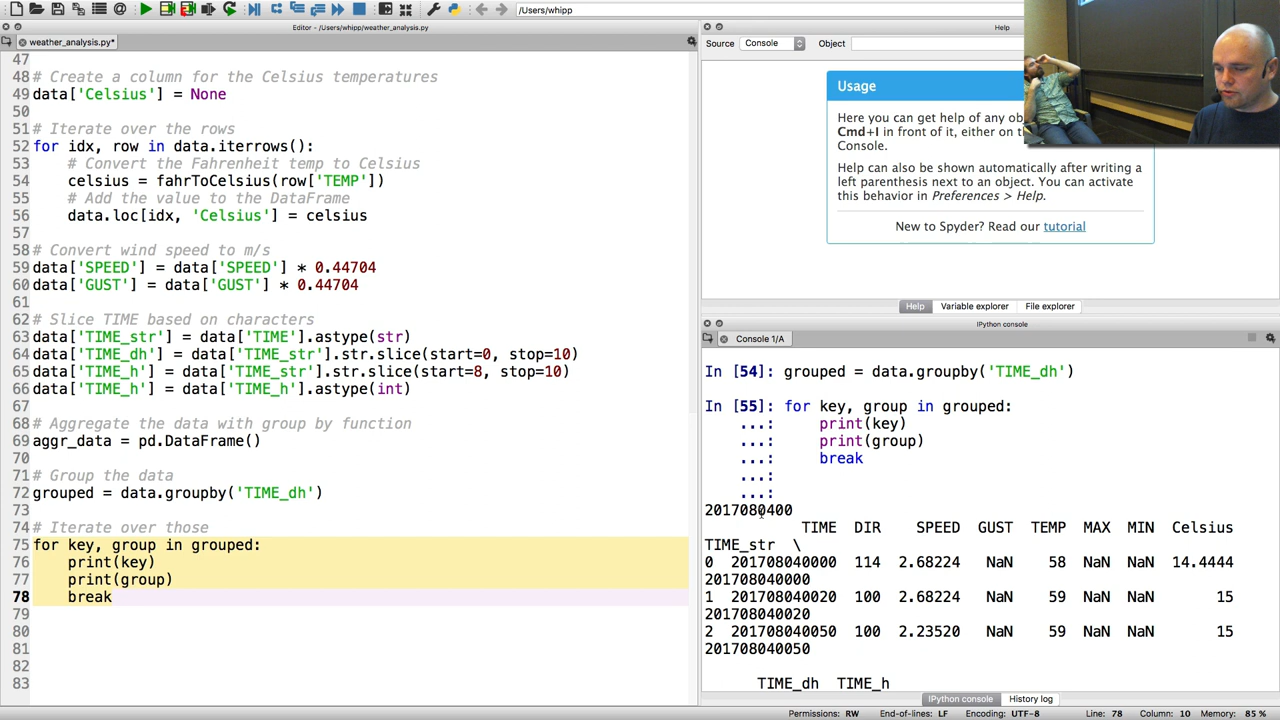 /Users/whipp
Editor - /Users/whipp/weather_analysis.py
weather_analysis.py*
47
48 # Create a column for the Celsius temperatures
49 data['Celsius'] = None
50
51 # Iterate over the rows
52 for idx, row in data.iterrows():
53     # Convert the Fahrenheit temp to Celsius
54     celsius = fahrToCelsius(row['TEMP'])
55     # Add the value to the DataFrame
56     data.loc[idx, 'Celsius'] = celsius
57
58 # Convert wind speed to m/s
59 data['SPEED'] = data['SPEED'] * 0.44704
60 data['GUST'] = data['GUST'] * 0.44704
61
62 # Slice TIME based on characters
63 data['TIME_str'] = data['TIME'].astype(str)
64 data['TIME_dh'] = data['TIME_str'].str.slice(start=0, stop=10)
65 data['TIME_h'] = data['TIME_str'].str.slice(start=8, stop=10)
66 data['TIME_h'] = data['TIME_h'].astype(int)
67
68 # Aggregate the data with group by function
69 aggr_data = pd.DataFrame()
70
71 # Group the data
72 grouped = data.groupby('TIME_dh')
73
74 # Iterate over those
75 for key, group in grouped:
76     print(key)
77     print(group)
78     break
79
80
81
82
83
Help
Source Console Object
Usage
Here you can get help of any
Cmd+I in front of it, either on
Console.
Help can also be shown automatically after writing a
left parenthesis next to an object. You can activate
this behavior in Preferences > Help.
New to Spyder? Read our tutorial
Help Variable explorer File explorer
IPython console
Console 1/A
In [54]: grouped = data.groupby('TIME_dh')
In [55]: for key, group in grouped:
    ...:     print(key)
    ...:     print(group)
    ...:     break
    ...:
    ...:
2017080400
TIME DIR SPEED GUST TEMP MAX MIN Celsius
TIME_str \
0 201708040000 114 2.68224 NaN 58 NaN NaN 14.4444
201708040000
1 201708040020 100 2.68224 NaN 59 NaN NaN 15
201708040020
2 201708040050 100 2.23520 NaN 59 NaN NaN 15
201708040050
TIME_dh TIME_h
IPython console History log
Permissions: RW End-of-lines: LF Encoding: UTF-8 Line: 78 Column: 10 Memory: 85 %